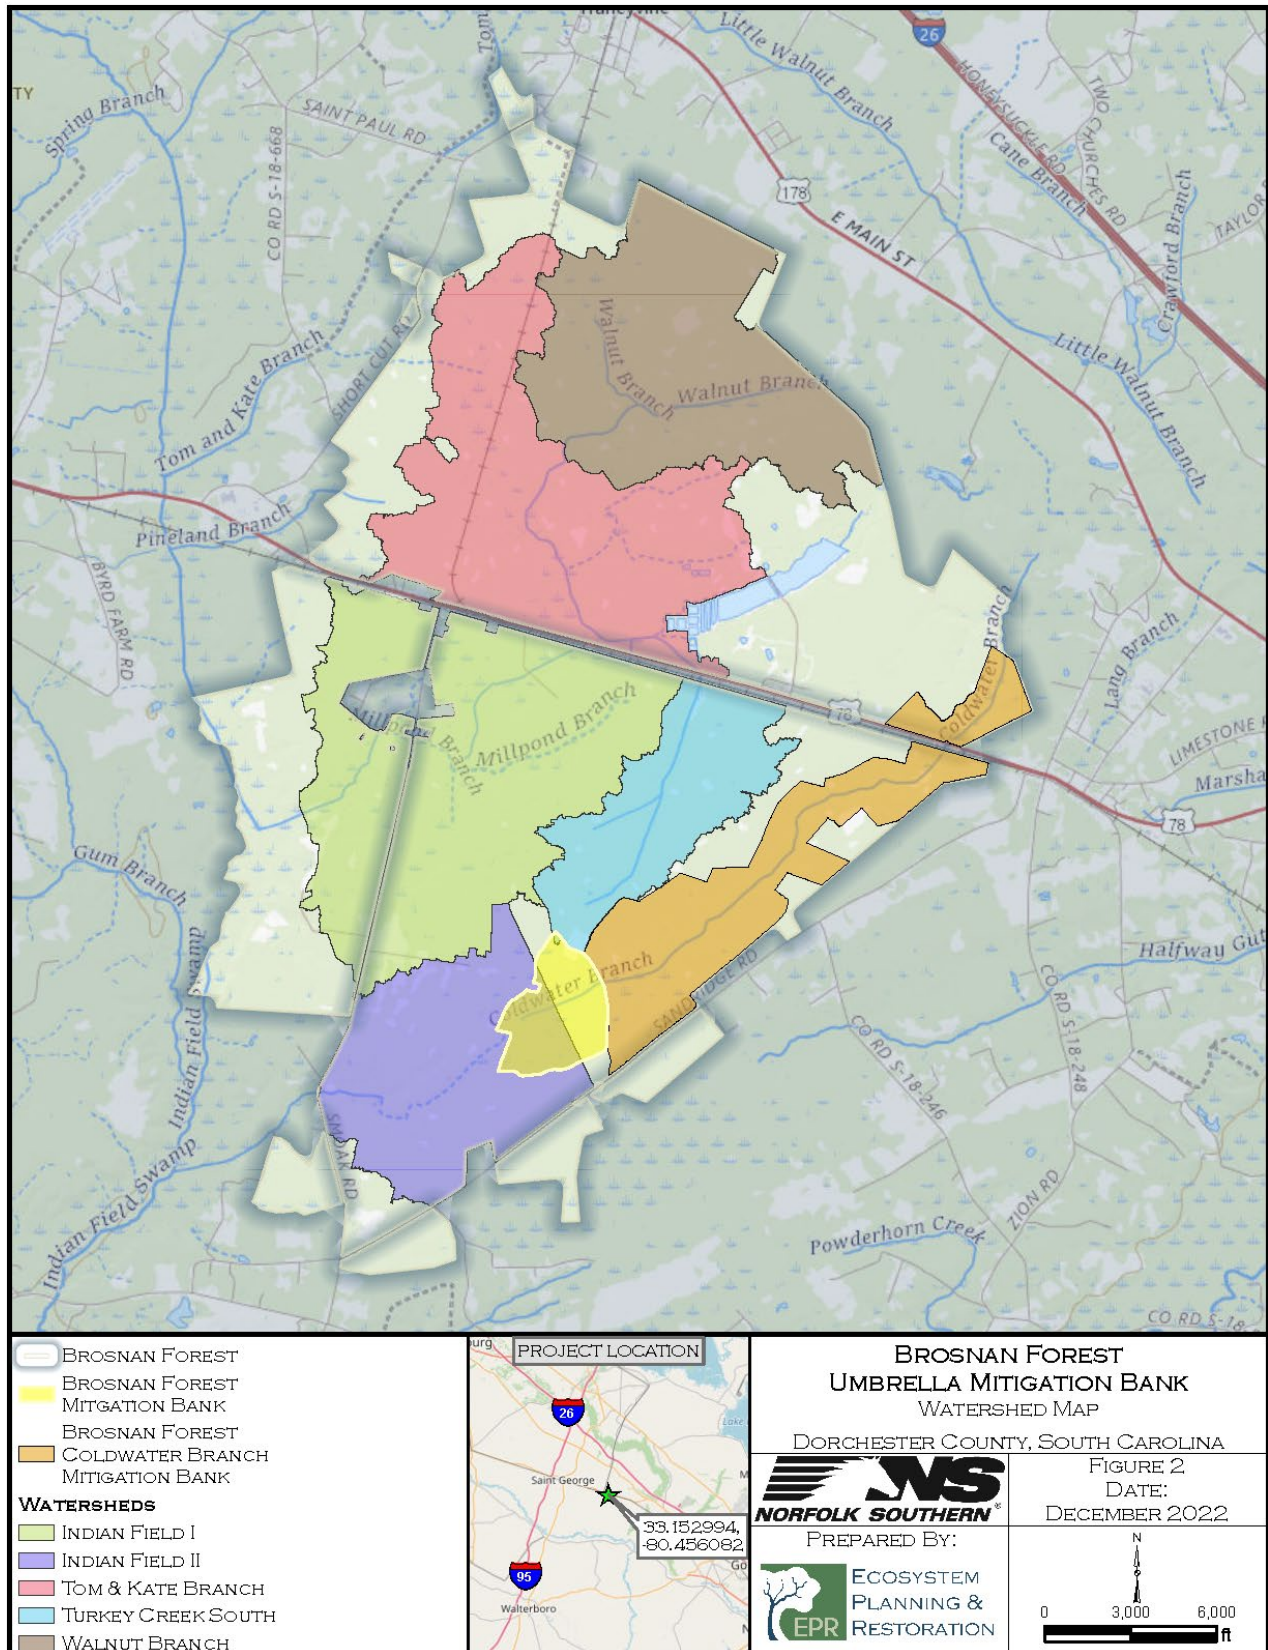 26
Little Walnut Branch
Tom
TY
Spring Branch
SAINT PAUL RD
CO RD S-18-668
HONEYSUCKLE RD
TWO CHURCHES RD
Cane Branch
Crawford Branch
178
E MAIN ST
Walnut Branch
Walnut Branch
Little Walnut Branch
SHORT CUT RD
Tom and Kate Branch
Pineland Branch
BYRD FARM RD
Coldwater Branch
Lang Branch
Millpond Branch
Millpond Branch
78
Coldwater Branch
LIMESTONE
Marsha
78
Gum Branch
Indian Field Swamp
Coldwater Branch
SANDRIDGE RD
Halfway Gut
CO RD S-18-246
CO RD S-18-248
SMOAK RD
Indian Field Swamp
ZION RD
Powderhorn Creek
CO RD S-18-
BROSNAN FOREST
BROSNAN FOREST
MITGATION BANK
BROSNAN FOREST
COLDWATER BRANCH
MITIGATION BANK
WATERSHEDS
INDIAN FIELD I
INDIAN FIELD II
TOM & KATE BRANCH
TURKEY CREEK SOUTH
WALNUT BRANCH
PROJECT LOCATION
26
Saint George
33.152994,
-80.456082
95
Walterboro
BROSNAN FOREST
UMBRELLA MITIGATION BANK
WATERSHED MAP
DORCHESTER COUNTY, SOUTH CAROLINA
NS
NORFOLK SOUTHERN®
FIGURE 2
DATE:
DECEMBER 2022
PREPARED BY:
EPR
ECOSYSTEM
PLANNING &
RESTORATION
N
0 3,000 6,000
ft